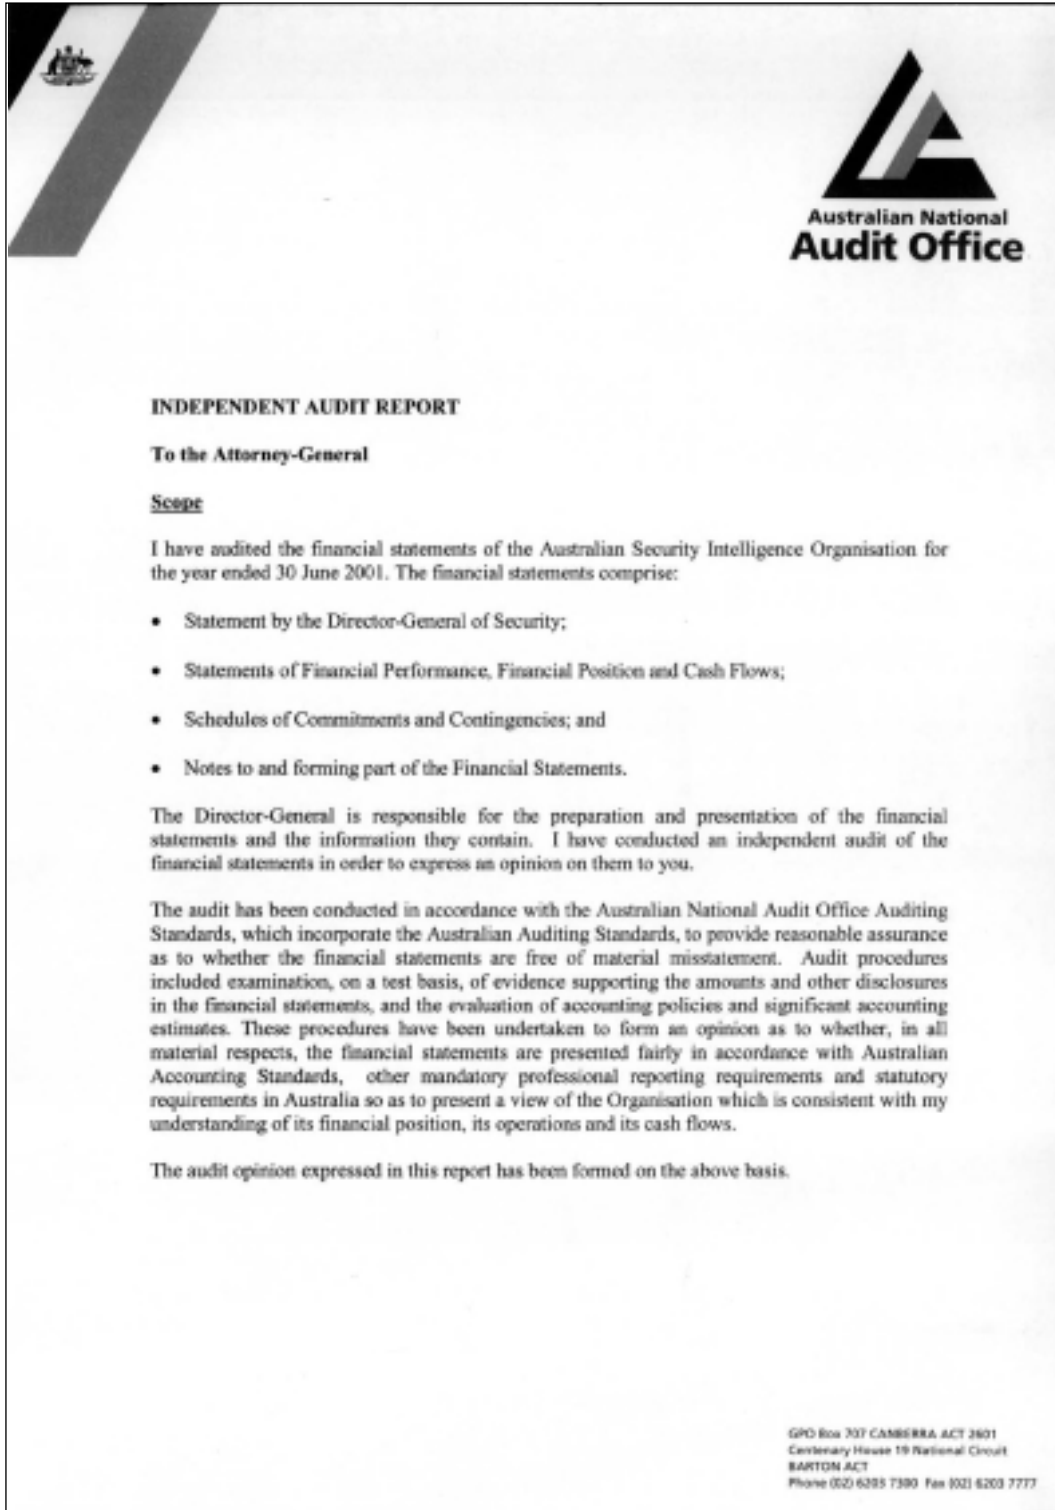 Australian National
Audit Office
INDEPENDENT AUDIT REPORT
To the Attorney-General
Scope
I have audited the financial statements of the Australian Security Intelligence Organisation for
the year ended 30 June 2001. The financial statements comprise:
• Statement by the Director-General of Security;
• Statements of Financial Performance, Financial Position and Cash Flows;
• Schedules of Commitments and Contingencies; and
• Notes to and forming part of the Financial Statements.
The Director-General is responsible for the preparation and presentation of the financial
statements and the information they contain. I have conducted an independent audit of the
financial statements in order to express an opinion on them to you.
The audit has been conducted in accordance with the Australian National Audit Office Auditing
Standards, which incorporate the Australian Auditing Standards, to provide reasonable assurance
as to whether the financial statements are free of material misstatement. Audit procedures
included examination, on a test basis, of evidence supporting the amounts and other disclosures
in the financial statements, and the evaluation of accounting policies and significant accounting
estimates. These procedures have been undertaken to form an opinion as to whether, in all
material respects, the financial statements are presented fairly in accordance with Australian
Accounting Standards, other mandatory professional reporting requirements and statutory
requirements in Australia so as to present a view of the Organisation which is consistent with my
understanding of its financial position, its operations and its cash flows.
The audit opinion expressed in this report has been formed on the above basis.
GPO Box 707 CANBERRA ACT 2601
Centenary House 19 National Circuit
BARTON ACT
Phone (02) 6203 7300 Fax (02) 6203 7777